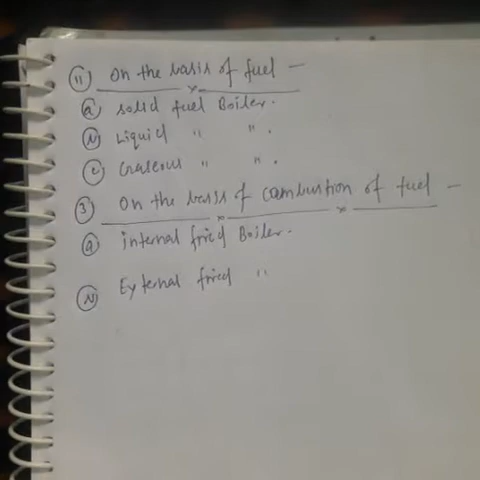 11 On the basis of fuel —
a solid fuel Boiler.
b Liquid " ".
c Gaseous " ".
3 On the basis of combustion of fuel —
a internal fried Boiler.
b External fried "